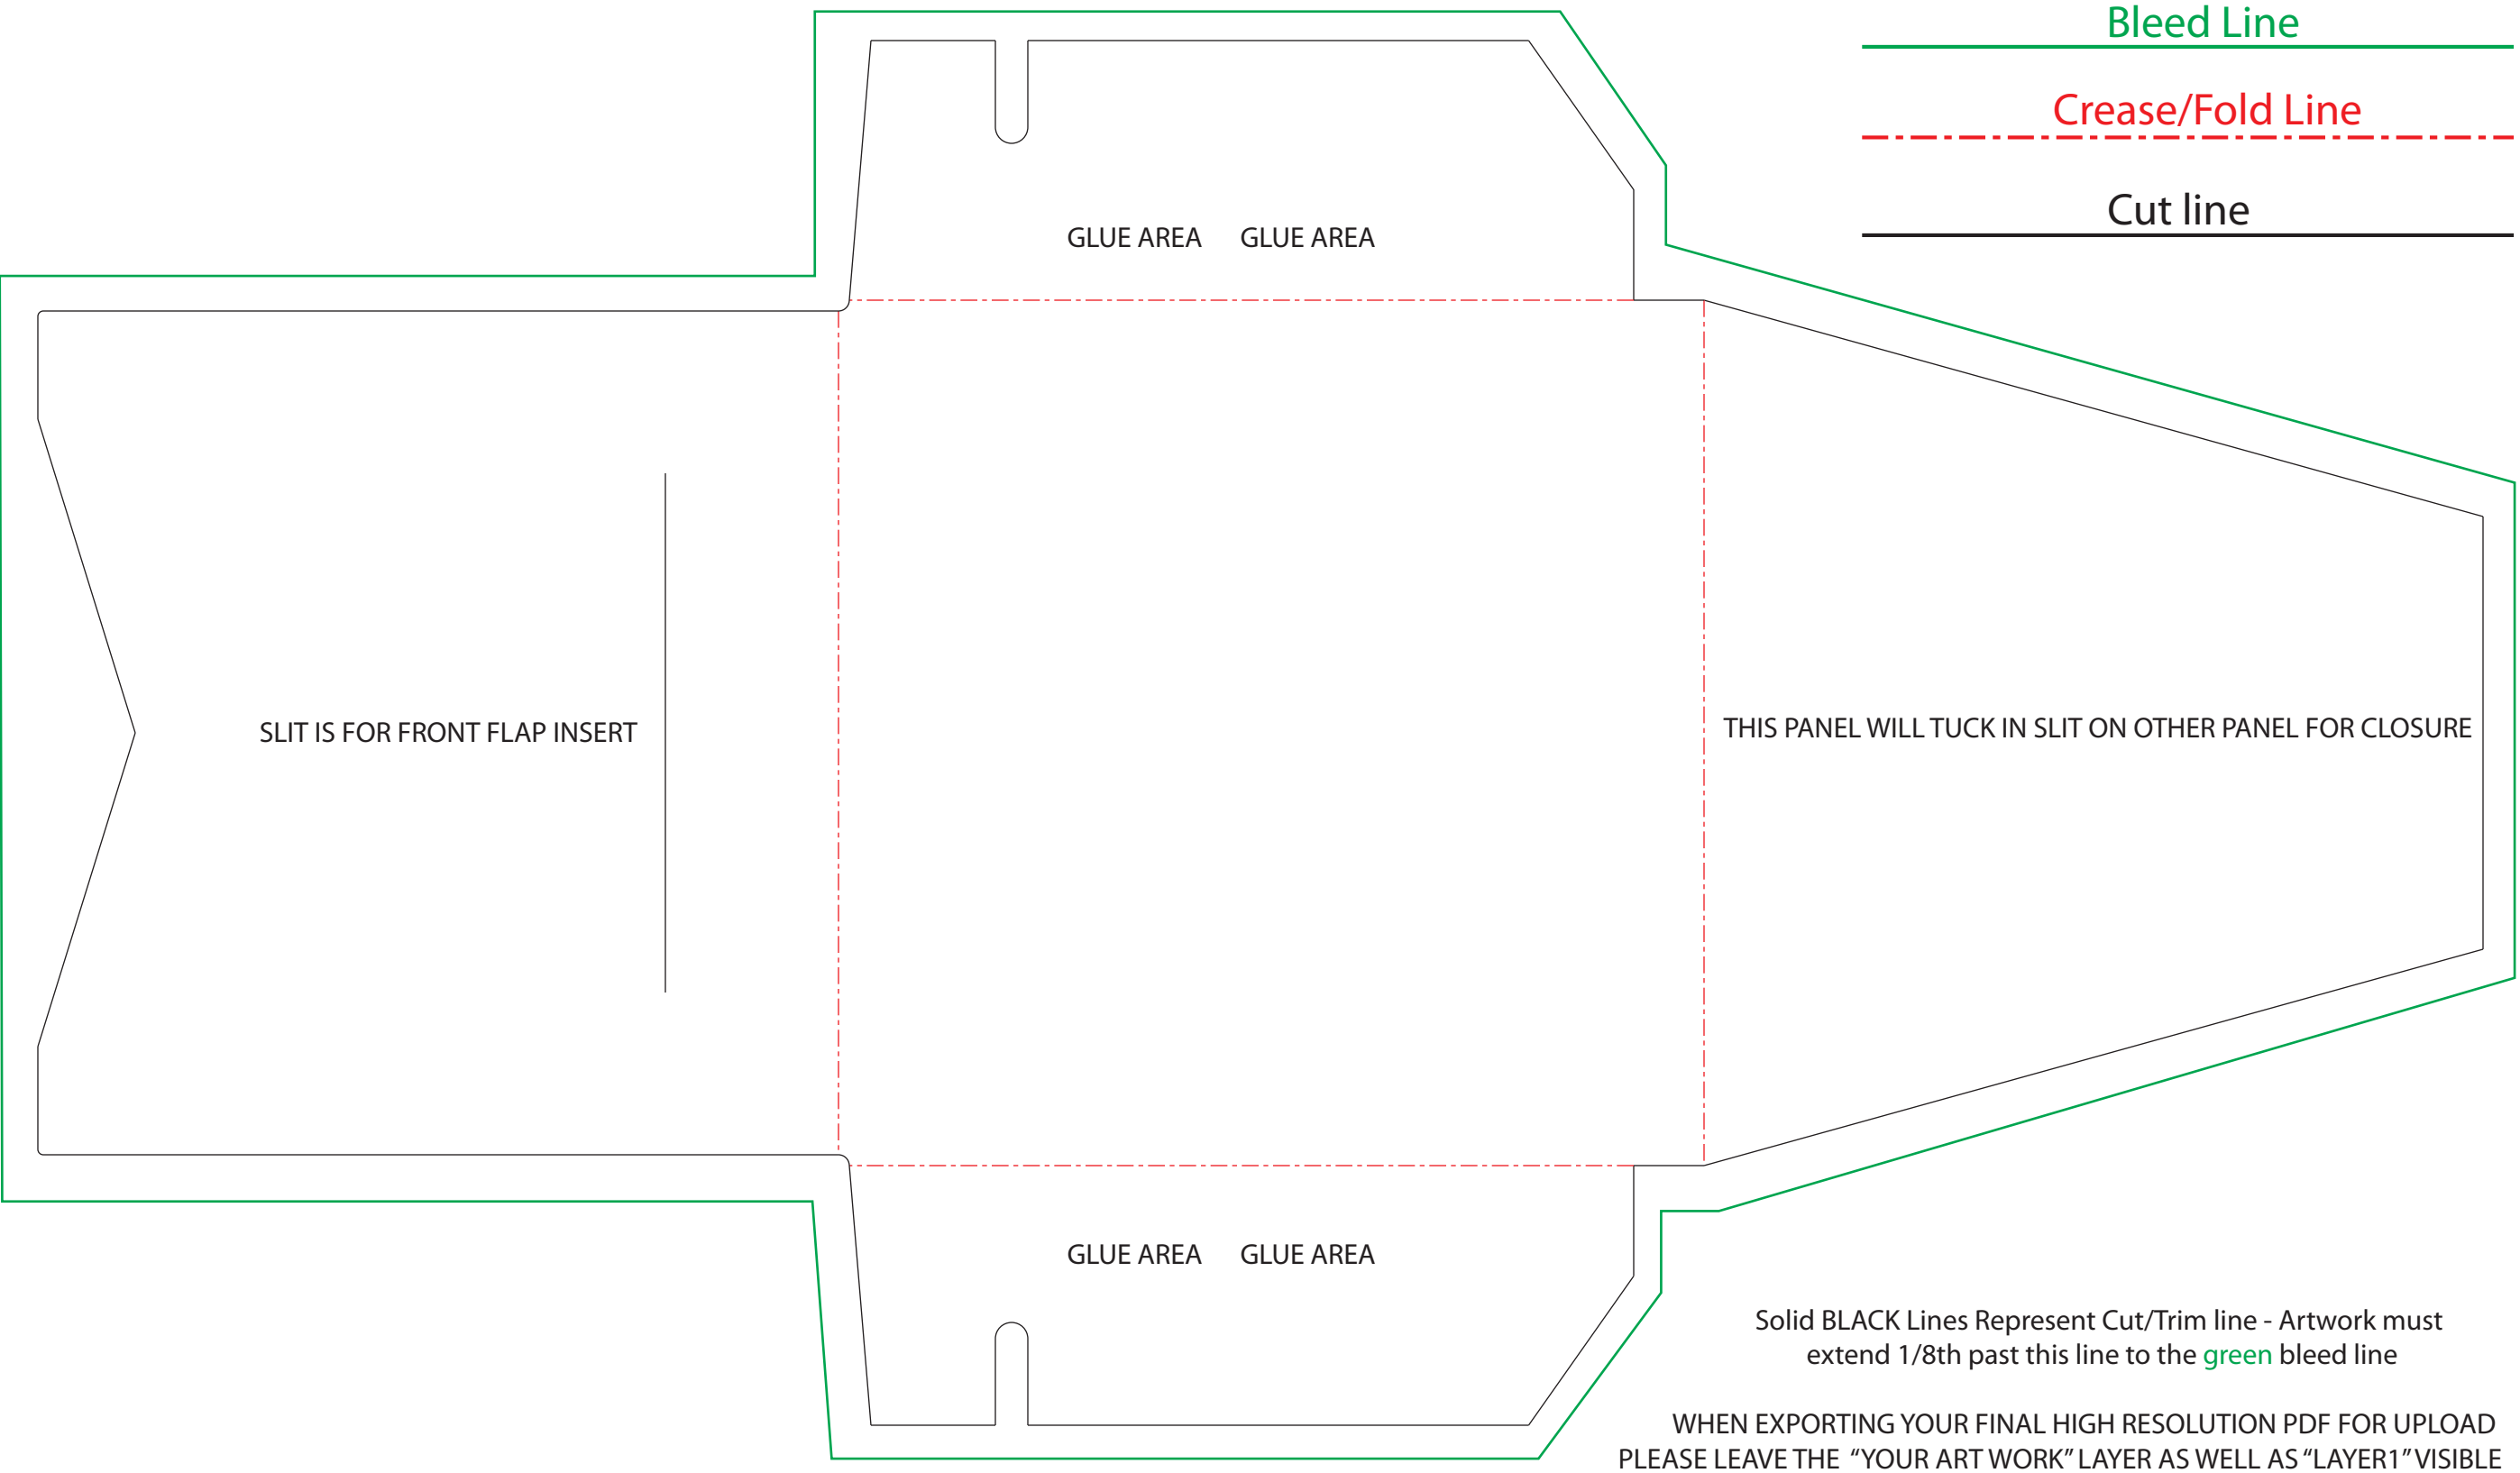 Bleed Line
Crease/Fold Line
Cut line
GLUE AREA GLUE AREA
SLIT IS FOR FRONT FLAP INSERT
THIS PANEL WILL TUCK IN SLIT ON OTHER PANEL FOR CLOSURE
GLUE AREA GLUE AREA
Solid BLACK Lines Represent Cut/Trim line - Artwork must
extend 1/8th past this line to the green bleed line
WHEN EXPORTING YOUR FINAL HIGH RESOLUTION PDF FOR UPLOAD
PLEASE LEAVE THE “YOUR ART WORK” LAYER AS WELL AS “LAYER1” VISIBLE